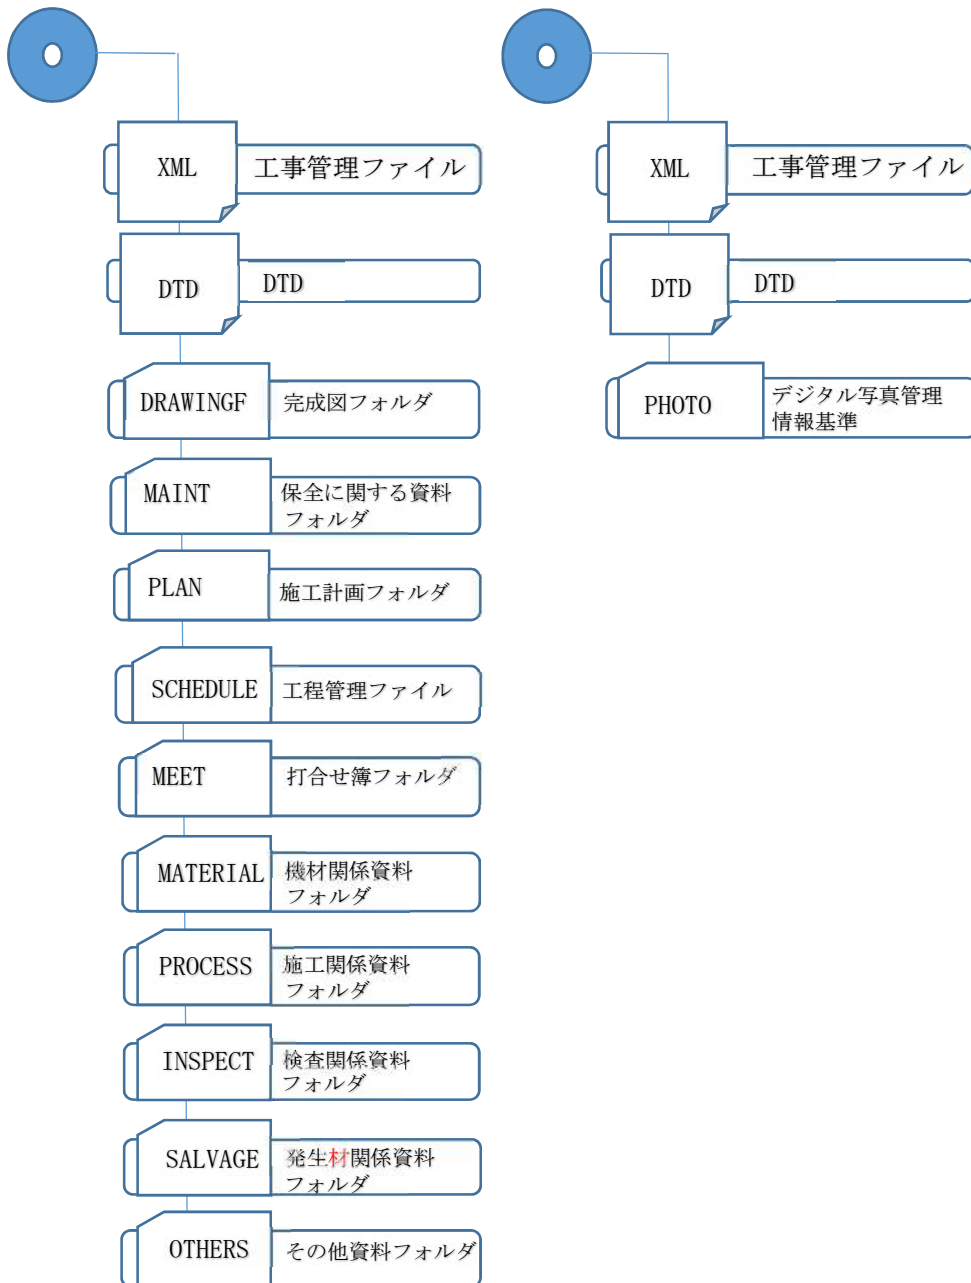 XML
工事管理ファイル
DTD
DTD
DRAWINGF
完成図フォルダ
MAINT
保全に関する資料
フォルダ
PLAN
施工計画フォルダ
SCHEDULE
工程管理ファイル
MEET
打合せ簿フォルダ
MATERIAL
機材関係資料
フォルダ
PROCESS
施工関係資料
フォルダ
INSPECT
検査関係資料
フォルダ
SALVAGE
発生材関係資料
フォルダ
OTHERS
その他資料フォルダ
XML
工事管理ファイル
DTD
DTD
PHOTO
デジタル写真管理
情報基準